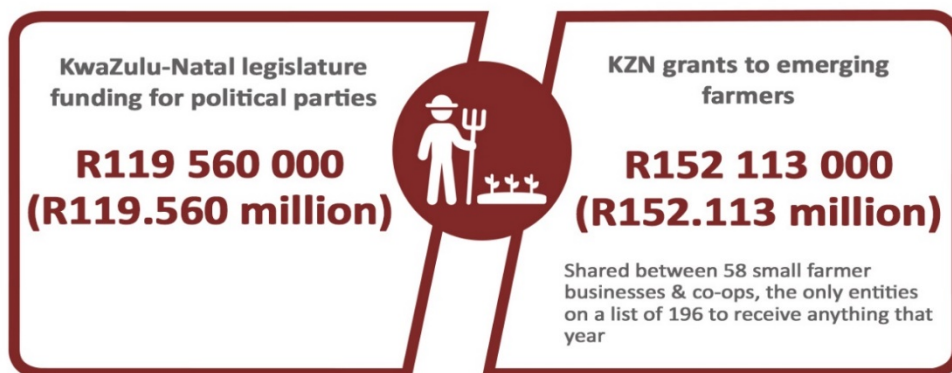 KwaZulu-Natal legislature
funding for political parties
R119 560 000
(R119.560 million)
KZN grants to emerging
farmers
R152 113 000
(R152.113 million)
Shared between 58 small farmer
businesses & co-ops, the only entities
on a list of 196 to receive anything that
year